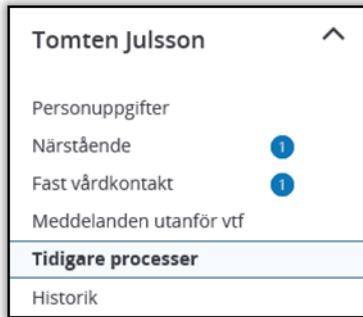 Tomten Julsson
Personuppgifter
Närstående 1
Fast vårdkontakt 1
Meddelanden utanför vtf
Tidigare processer
Historik